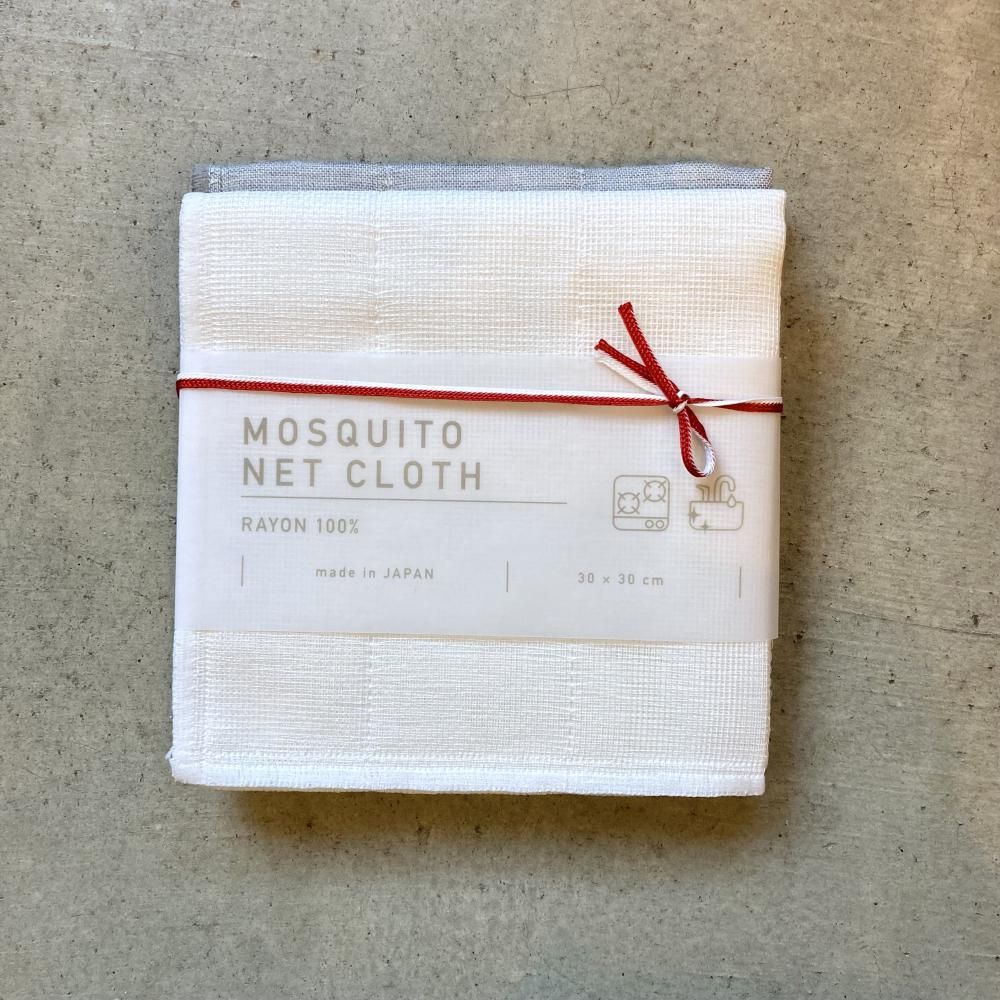 MOSQUITO
NET CLOTH
RAYON 100%
made in JAPAN
30 × 30 cm